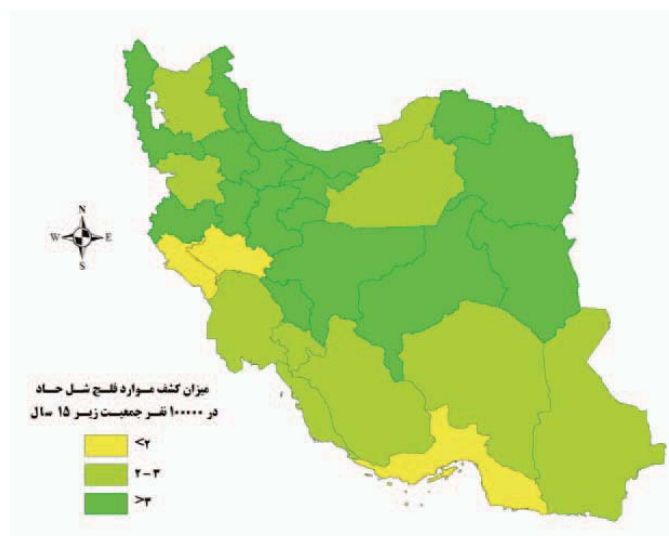 N
W E
S
میزان کشف موارد فلج شل حاد
در ۱۰۰۰۰۰ نفر جمعیت زیر ۱۵ سال
<۲
۲-۳
>۳